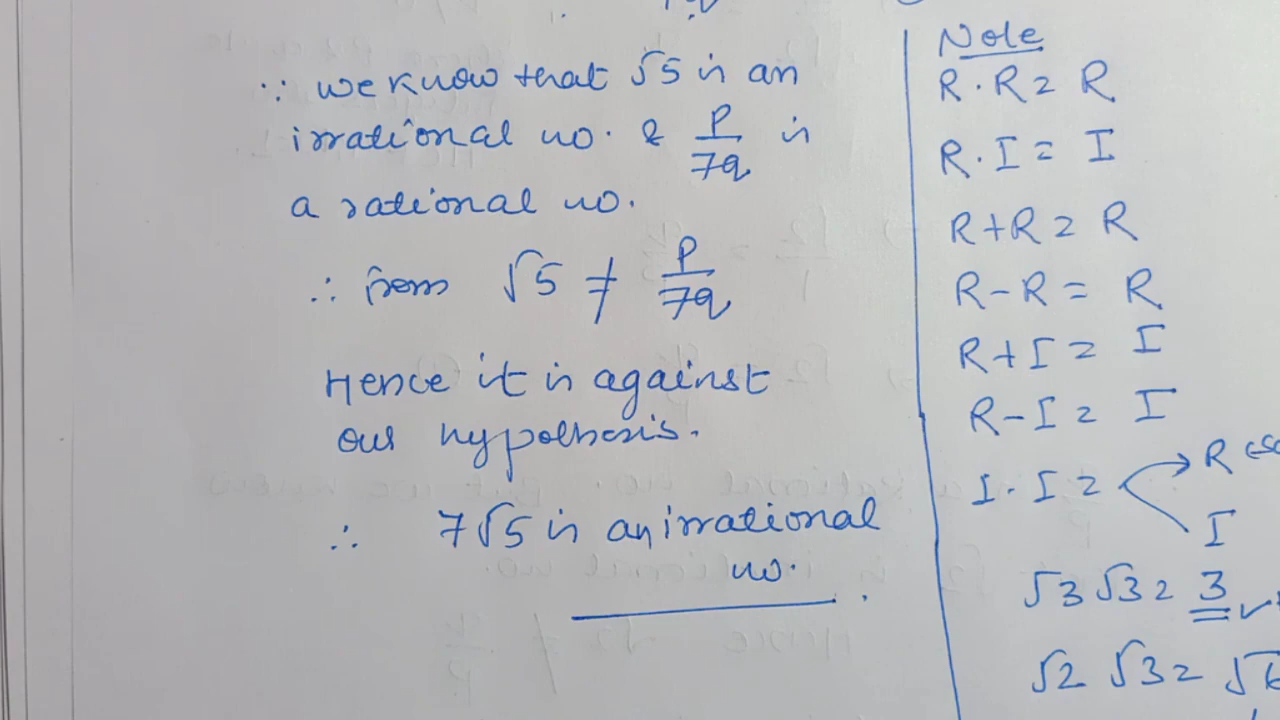 ∵ we know that √5 is an
irrational no. & P/7q is
a rational no.
∴ from √5 ≠ P/7q
Hence it is against
our hypothesis.
∴ 7√5 is an irrational
no.
Note
R·R = R
R·I = I
R+R = R
R-R = R
R+I = I
R-I = I
I·I = R
I
√3 √3 = 3
√2 √3 =